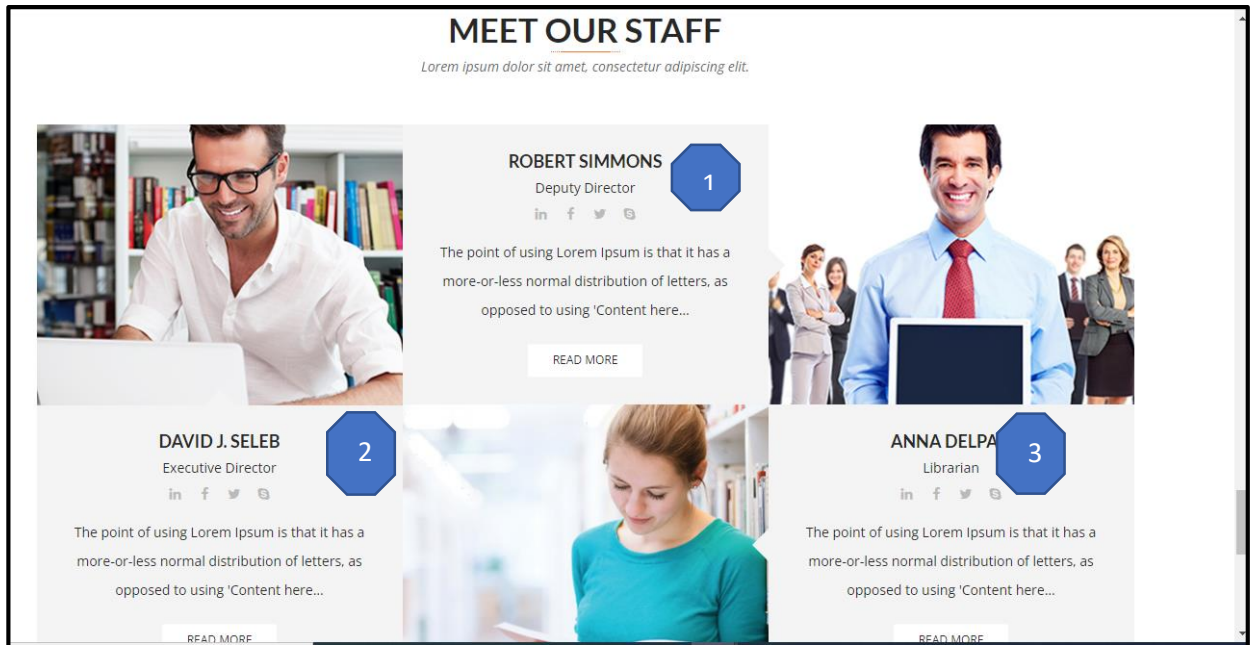 MEET OUR STAFF
Lorem ipsum dolor sit amet, consectetur adipiscing elit.
ROBERT SIMMONS
1
Deputy Director
in f
The point of using Lorem Ipsum is that it has a
more-or-less normal distribution of letters, as
opposed to using 'Content here...
READ MORE
DAVID J. SELEB
2
Executive Director
in f
The point of using Lorem Ipsum is that it has a
more-or-less normal distribution of letters, as
opposed to using 'Content here...
READ MORE
ANNA
3
Librarian
in f
The point of using Lorem Ipsum is that it has a
more-or-less normal distribution of letters, as
opposed to using 'Content here...
READ MORE